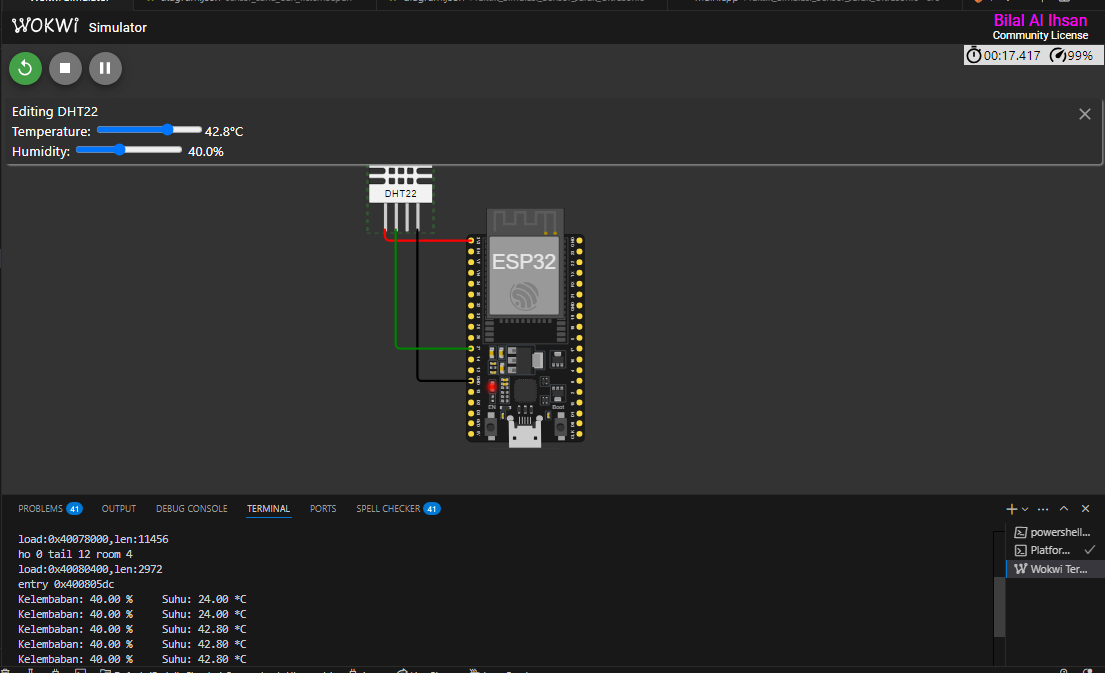 WOKWi Simulator
Bilal Al Ihsan
Community License
00:17.417 99%
Editing DHT22
Temperature: 42.8°C
Humidity: 40.0%
DHT22
ESP32
EN
Boot
PROBLEMS 41 OUTPUT DEBUG CONSOLE TERMINAL PORTS SPELL CHECKER 41
load:0x40078000,len:11456
ho 0 tail 12 room 4
load:0x40080400,len:2972
entry 0x400805dc
Kelembaban: 40.00 % Suhu: 24.00 *C
Kelembaban: 40.00 % Suhu: 24.00 *C
Kelembaban: 40.00 % Suhu: 42.80 *C
Kelembaban: 40.00 % Suhu: 42.80 *C
Kelembaban: 40.00 % Suhu: 42.80 *C
powershell...
Platfor...
Wokwi Ter...